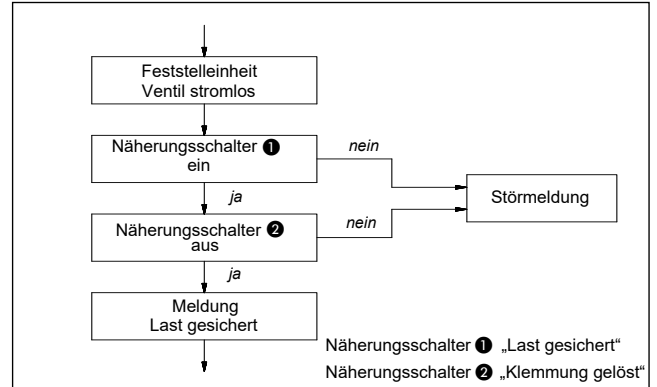 Feststelleinheit
Ventil stromlos
Näherungsschalter ❶
ein
nein
ja
Störmeldung
Näherungsschalter ❷
aus
nein
ja
Meldung
Last gesichert
Näherungsschalter ❶ „Last gesichert“
Näherungsschalter ❷ „Klemmung gelöst“